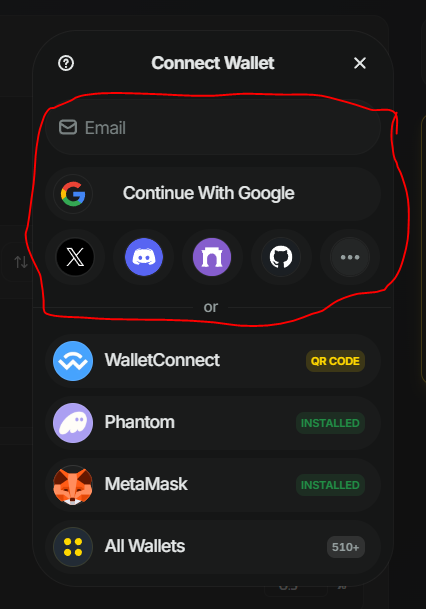 Connect Wallet
Email
Continue With Google
or
WalletConnect QR CODE
Phantom INSTALLED
MetaMask INSTALLED
All Wallets 510+